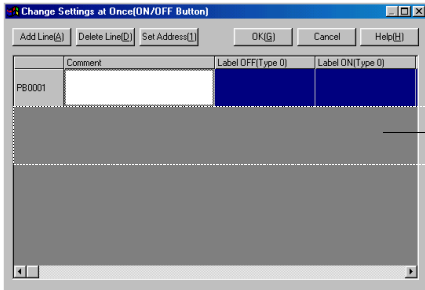 Change Settings at Once(ON/OFF Button)
Add Line(A) Delete Line(D) Set Address(1) OK(G) Cancel Help(H)
Comment Label OFF(Type 0) Label ON(Type 0)
PB0001